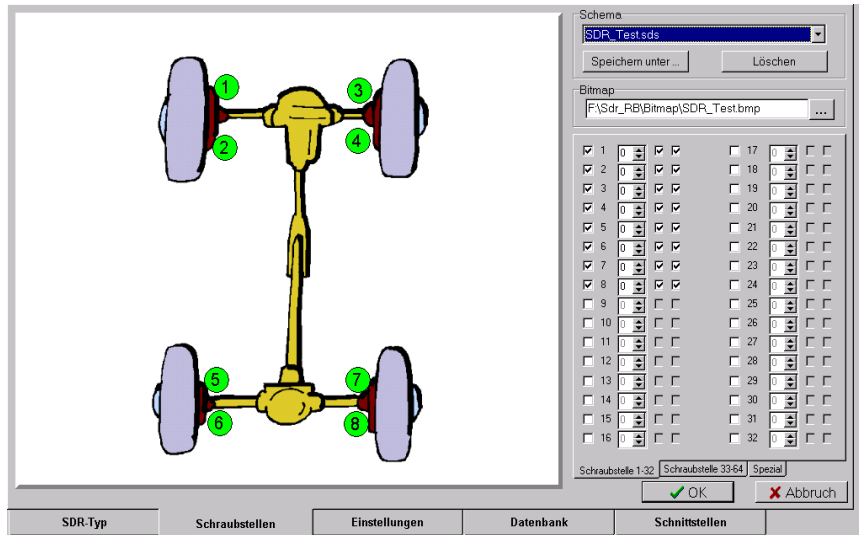 Schema
SDR_Test.sds
Speichern unter ...
Löschen
Bitmap
F:\Sdr_RB\Bitmap\SDR_Test.bmp
...
1
3
2
4
5
7
6
8
1 0 17 0
2 0 18 0
3 0 19 0
4 0 20 0
5 0 21 0
6 0 22 0
7 0 23 0
8 0 24 0
9 0 25 0
10 0 26 0
11 0 27 0
12 0 28 0
13 0 29 0
14 0 30 0
15 0 31 0
16 0 32 0
Schraubstelle 1-32 Schraubstelle 33-64 Spezial
OK Abbruch
SDR-Typ Schraubstellen Einstellungen Datenbank Schnittstellen